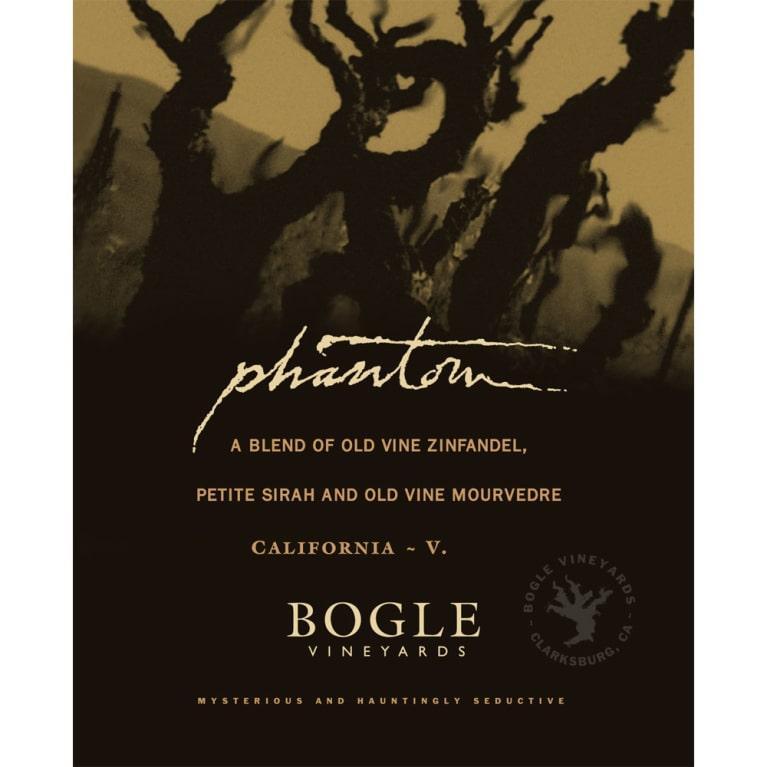 phantom
A BLEND OF OLD VINE ZINFANDEL,
PETITE SIRAH AND OLD VINE MOURVEDRE
CALIFORNIA ~ V.
BOGLE
VINEYARDS
- BOGLE VINEYARDS -
CLARKSBURG, CA
MYSTERIOUS AND HAUNTINGLY SEDUCTIVE